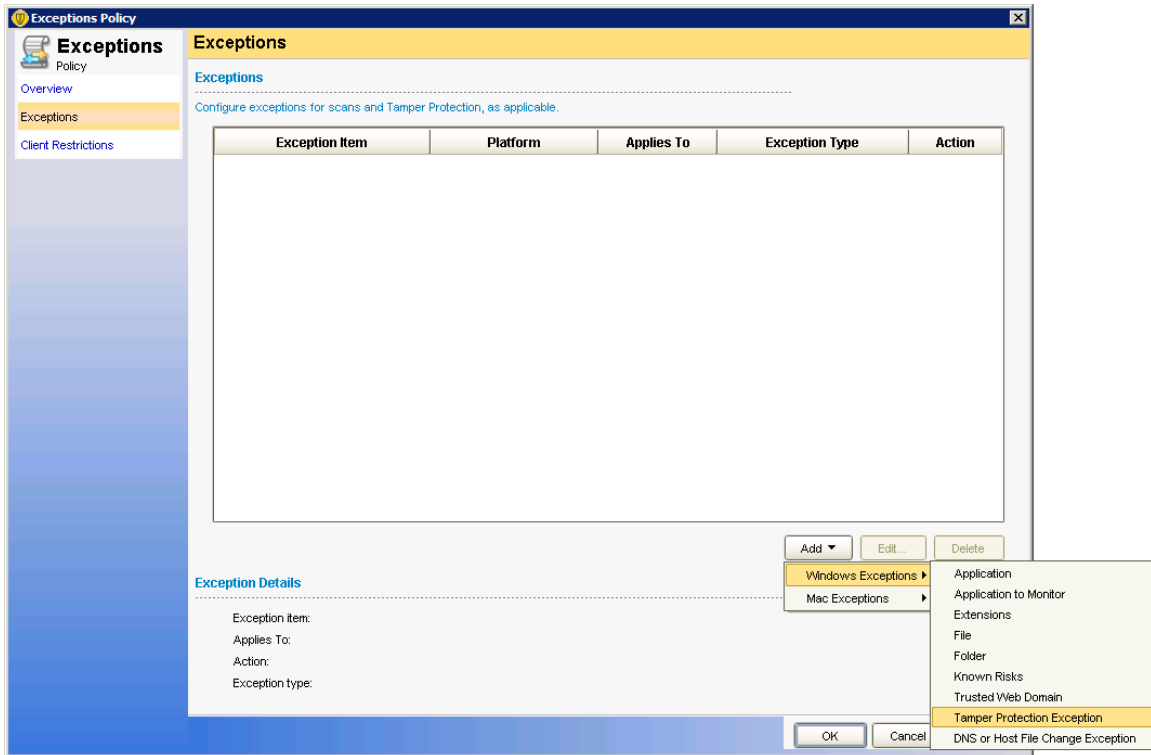 Exceptions Policy
Exceptions
Policy
Overview
Exceptions
Client Restrictions
Exceptions
Exceptions
Configure exceptions for scans and Tamper Protection, as applicable.
Exception Item Platform Applies To Exception Type Action
Add Edit... Delete
Windows Exceptions
Mac Exceptions
Application
Application to Monitor
Extensions
File
Folder
Known Risks
Trusted Web Domain
Tamper Protection Exception
DNS or Host File Change Exception
Exception Details
Exception item:
Applies To:
Action:
Exception type:
OK Cancel